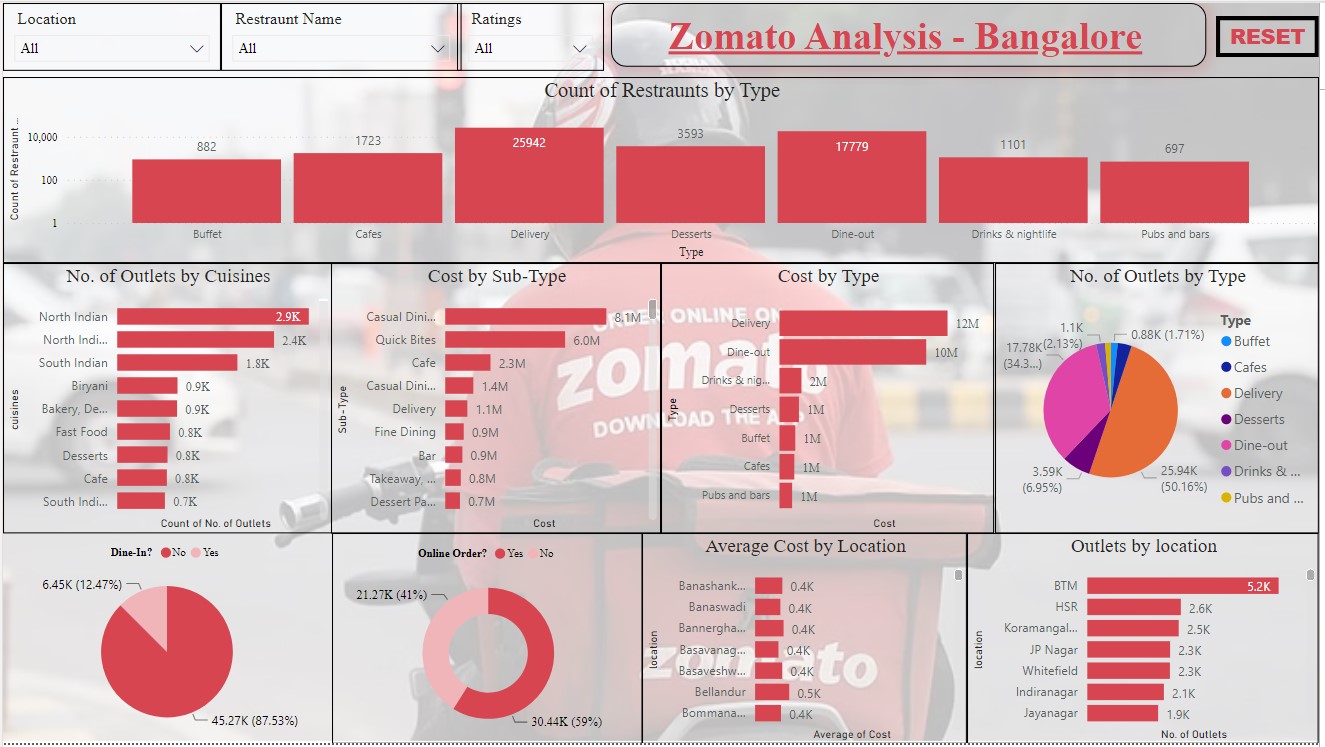 Location
Restraunt Name
Ratings
All
All
All
Zomato Analysis - Bangalore
RESET
Count of Restraunts by Type
Count of Restraunt ...
10,000
100
1
882
1723
25942
3593
17779
1101
697
Buffet
Cafes
Delivery
Desserts
Dine-out
Drinks & nightlife
Pubs and bars
Type
No. of Outlets by Cuisines
cuisines
North Indian 2.9K
North Indi... 2.4K
South Indian 1.8K
Biryani 0.9K
Bakery, De... 0.9K
Fast Food 0.8K
Desserts 0.8K
Cafe 0.8K
South Indi... 0.7K
Count of No. of Outlets
Cost by Sub-Type
Sub-Type
Casual Dini... 8.1M
Quick Bites 6.0M
Cafe 2.3M
Casual Dini... 1.4M
Delivery 1.1M
Fine Dining 0.9M
Bar 0.9M
Takeaway, ... 0.8M
Dessert Pa... 0.7M
Cost
Cost by Type
Type
Delivery 12M
Dine-out 10M
Drinks & nig... 2M
Desserts 1M
Buffet 1M
Cafes 1M
Pubs and bars 1M
Cost
No. of Outlets by Type
1.1K
(2.13%)
0.88K (1.71%)
17.78K
(34.3...)
3.59K
(6.95%)
25.94K
(50.16%)
Type
Buffet
Cafes
Delivery
Desserts
Dine-out
Drinks & ...
Pubs and ...
Dine-In? No Yes
6.45K (12.47%)
45.27K (87.53%)
Online Order? Yes No
21.27K (41%)
30.44K (59%)
Average Cost by Location
location
Banashank... 0.4K
Banaswadi 0.4K
Bannergha... 0.4K
Basavanag... 0.4K
Basaveshw... 0.4K
Bellandur 0.5K
Bommana... 0.4K
Average of Cost
Outlets by location
location
BTM 5.2K
HSR 2.6K
Koramangal... 2.5K
JP Nagar 2.3K
Whitefield 2.3K
Indiranagar 2.1K
Jayanagar 1.9K
No. of Outlets
ORDER ONLINE ON
zomato
DOWNLOAD THE A
zomato